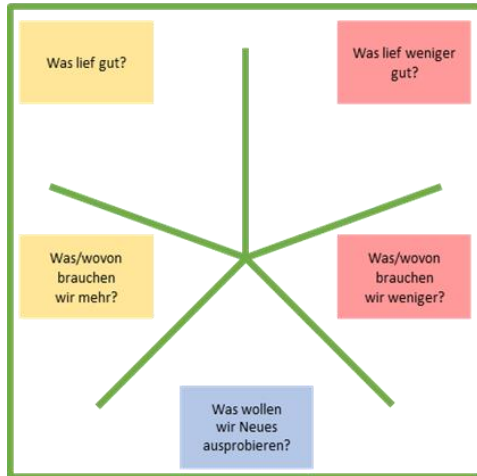 Was lief gut?
Was lief weniger
gut?
Was/wovon
brauchen
wir mehr?
Was/wovon
brauchen
wir weniger?
Was wollen
wir Neues
ausprobieren?